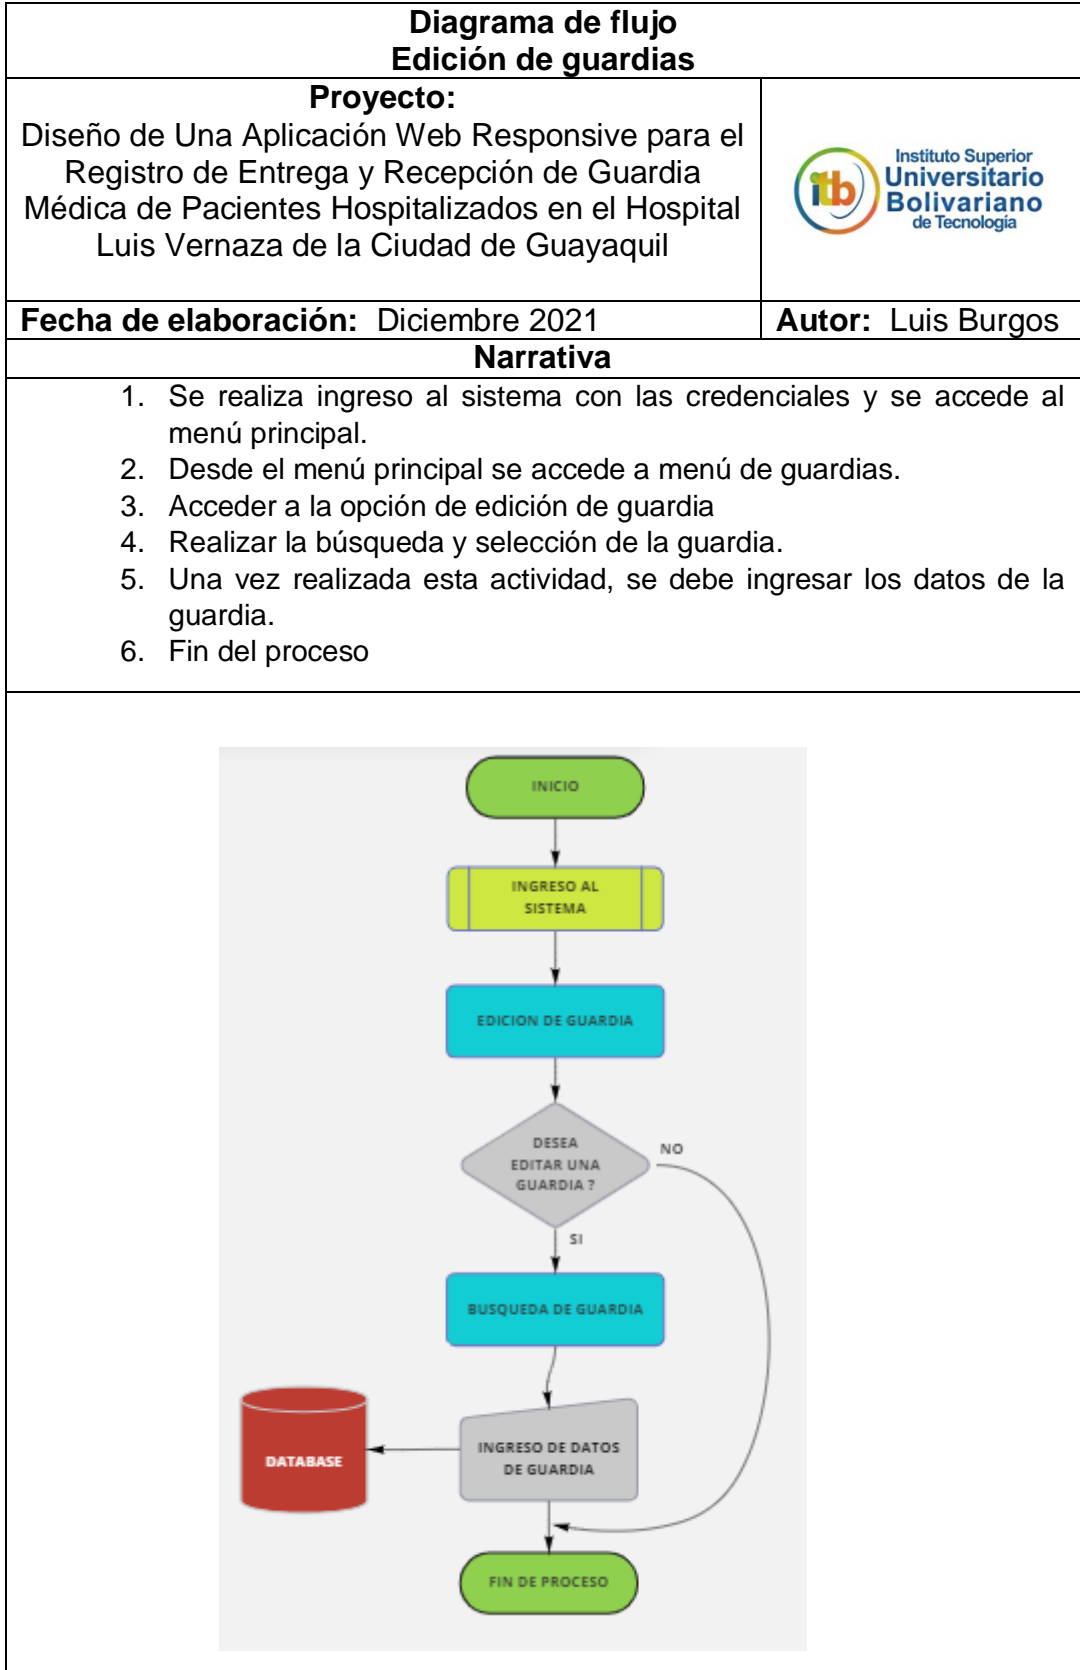 Diagrama de flujo
Edición de guardias
Proyecto:
Diseño de Una Aplicación Web Responsive para el
Registro de Entrega y Recepción de Guardia
Médica de Pacientes Hospitalizados en el Hospital
Luis Vernaza de la Ciudad de Guayaquil
itb
Instituto Superior
Universitario
Bolivariano
de Tecnología
Fecha de elaboración: Diciembre 2021
Autor: Luis Burgos
Narrativa
1. Se realiza ingreso al sistema con las credenciales y se accede al
menú principal.
2. Desde el menú principal se accede a menú de guardias.
3. Acceder a la opción de edición de guardia
4. Realizar la búsqueda y selección de la guardia.
5. Una vez realizada esta actividad, se debe ingresar los datos de la
guardia.
6. Fin del proceso
INICIO
INGRESO AL
SISTEMA
EDICION DE GUARDIA
DESEA
EDITAR UNA
GUARDIA ?
NO
SI
BUSQUEDA DE GUARDIA
INGRESO DE DATOS
DE GUARDIA
DATABASE
FIN DE PROCESO